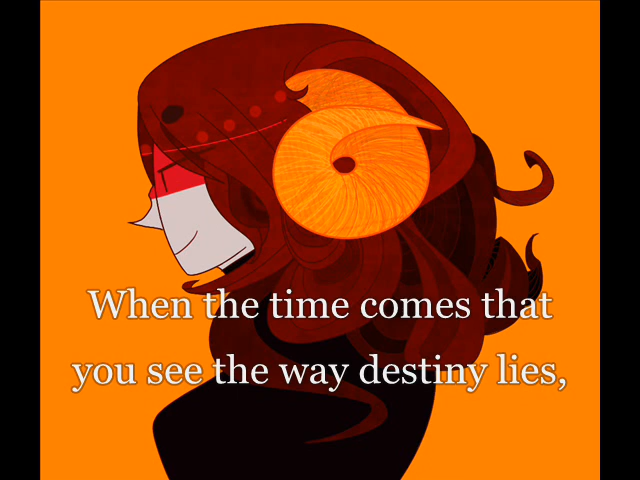 When the time comes that
you see the way destiny lies,